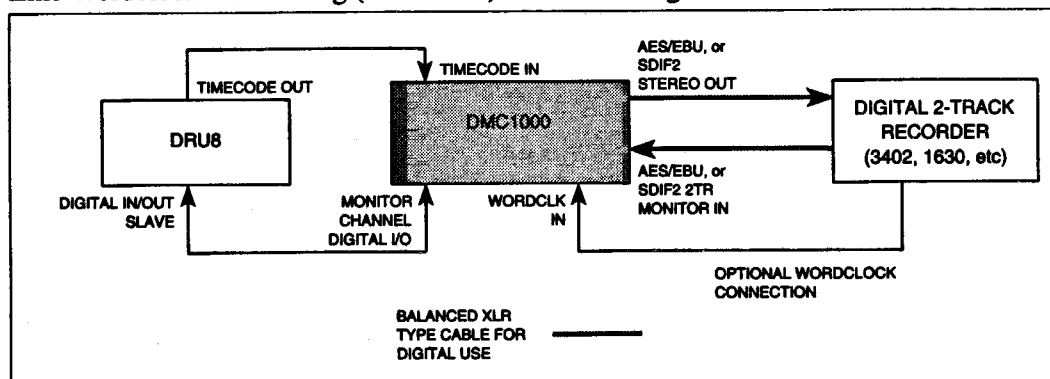 TIMECODE OUT
TIMECODE IN
AES/EBU, or
SDIF2
STEREO OUT
DRU8
DMC1000
DIGITAL 2-TRACK
RECORDER
(3402, 1630, etc)
DIGITAL IN/OUT
SLAVE
MONITOR
CHANNEL
DIGITAL I/O
WORDCLK
IN
AES/EBU, or
SDIF2 2TR
MONITOR IN
OPTIONAL WORDCLOCK
CONNECTION
BALANCED XLR
TYPE CABLE FOR
DIGITAL USE